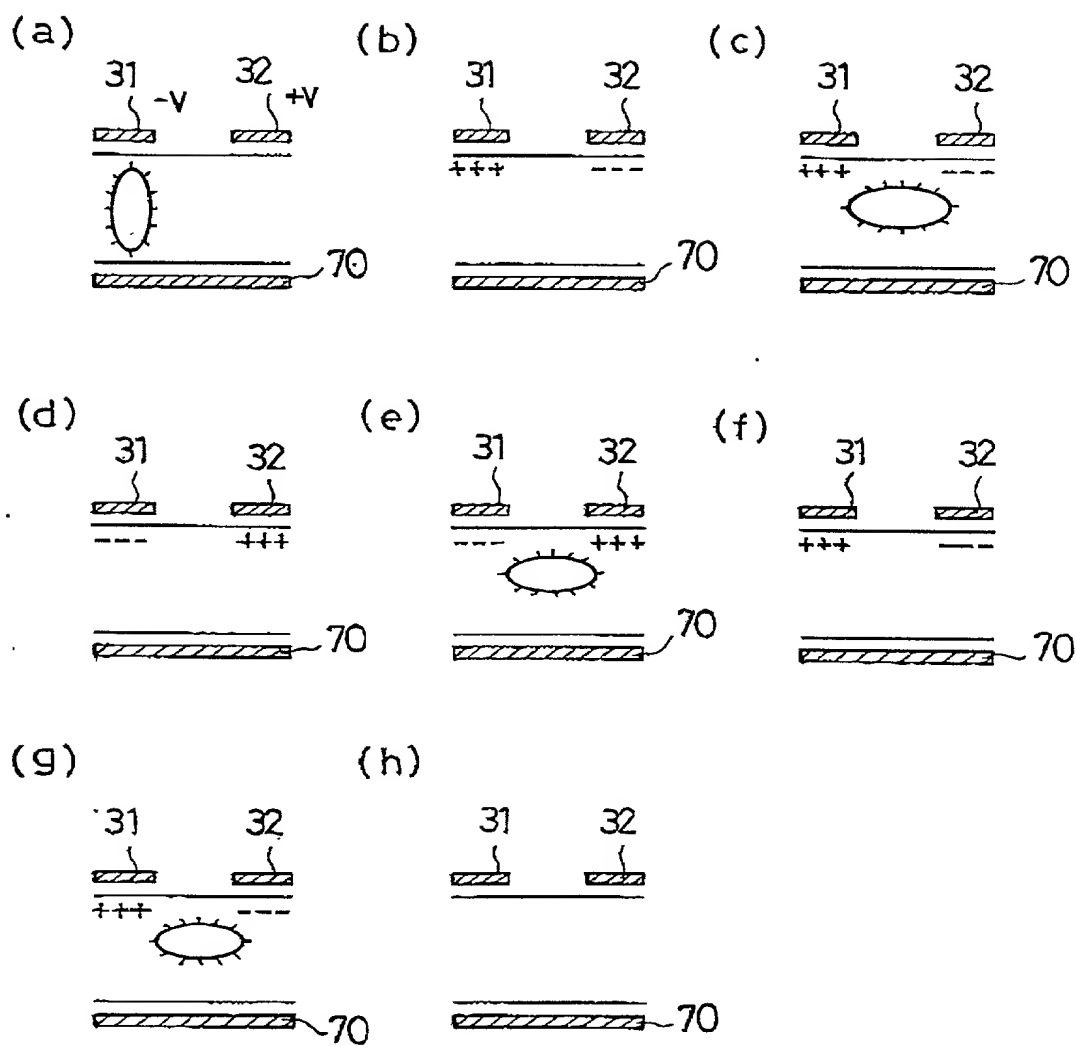 (a) (b) (c)
31 32 31 32 31 32
-V +V
+++ --- +++ ---
70 70 70
(d) (e) (f)
31 32 31 32 31 32
--- +++ --- +++ +++ ---
70 70 70
(g) (h)
31 32 31 32
+++ ---
70 70